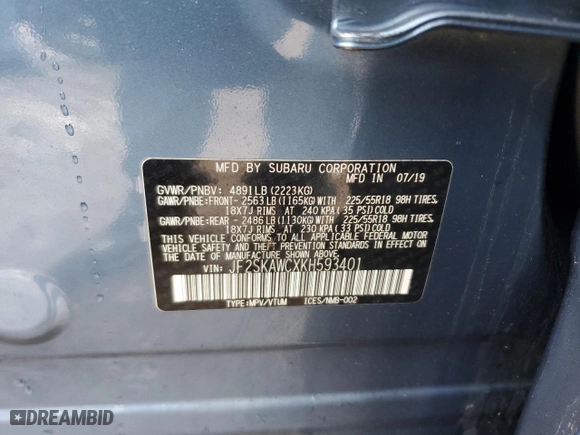 MFD BY SUBARU CORPORATION
MADE IN JAPAN 07/19
GVWR/PNBV: 4891LB(2223KG)
GAWR/PNBE:FRONT- 2563LB(1165KG)WITH 225/55R18 98H TIRES,
18X7J RIMS AT 240 KPA(35 PSI)COLD
GAWR/PNBE:REAR - 2486LB(1130KG)WITH 225/55R18 98H TIRES,
18X7J RIMS AT 230 KPA(33 PSI)COLD
THIS VEHICLE CONFORMS TO ALL APPLICABLE FEDERAL MOTOR
VEHICLE SAFETY STANDARDS IN EFFECT ON THE DATE OF
MANUFACTURE SHOWN ABOVE.
VIN: JF2SKAWCXKH593401
TYPE:MPV/VTUM ICES/NMB-002
DREAMBID